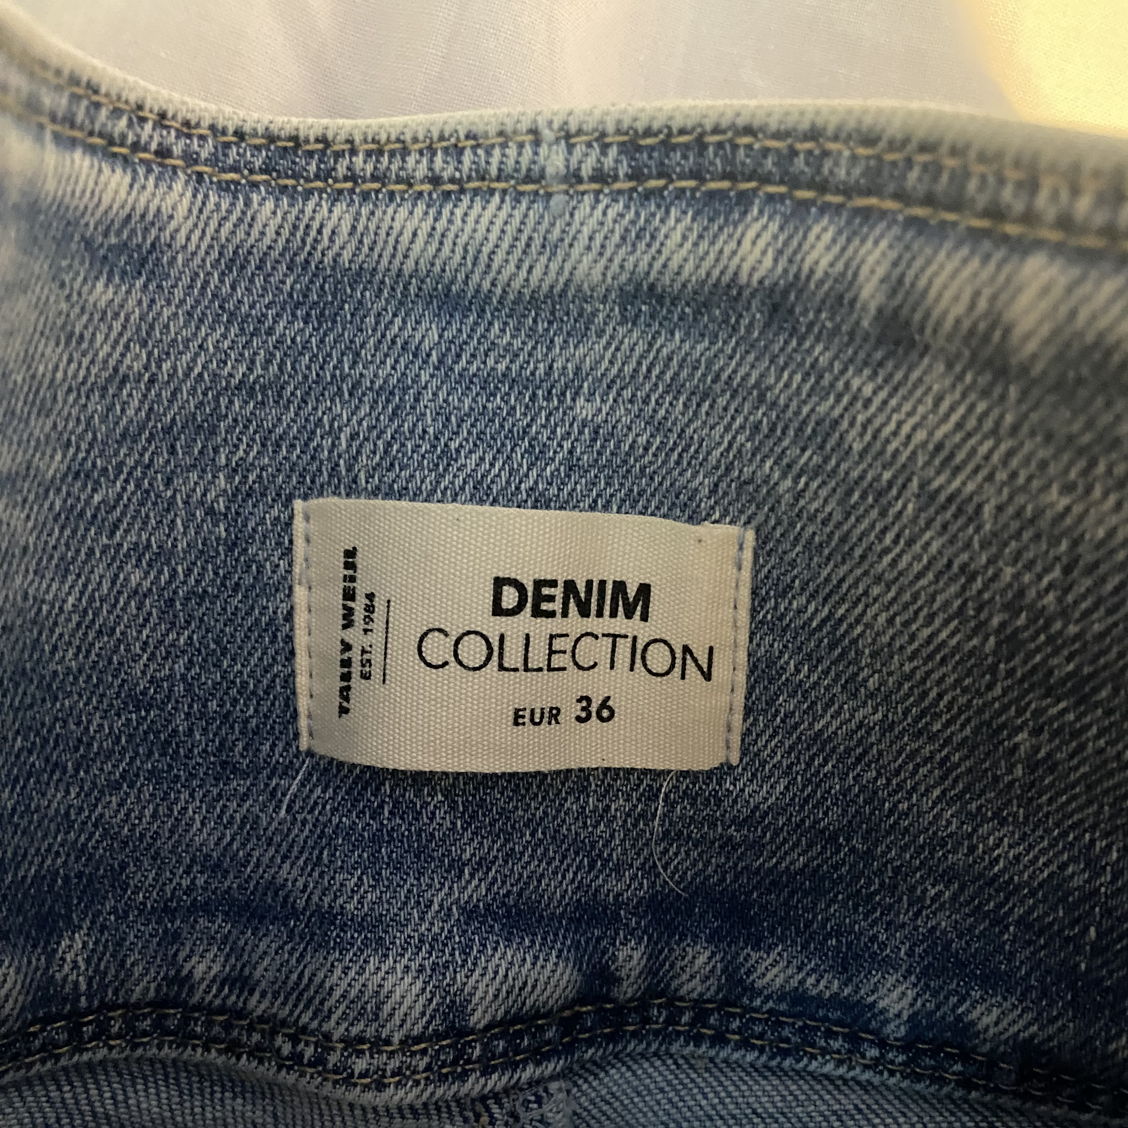 TALLY WEiJL
EST. 1984
DENIM
COLLECTION
EUR 36